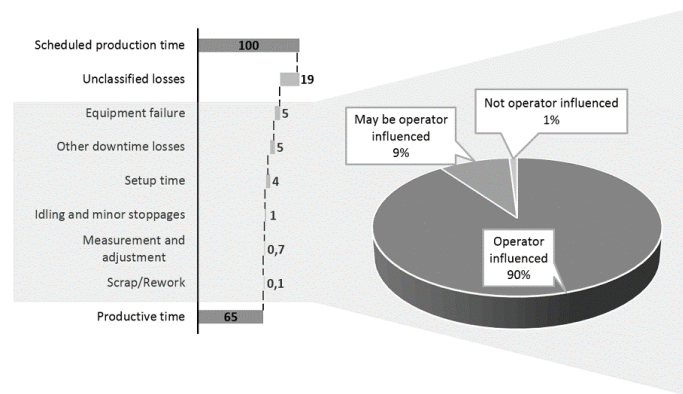 Scheduled production time
100
Unclassified losses
19
Equipment failure
5
Other downtime losses
5
Setup time
4
Idling and minor stoppages
1
Measurement and
adjustment
0,7
Scrap/Rework
0,1
Productive time
65
Not operator influenced
1%
May be operator
influenced
9%
Operator
influenced
90%